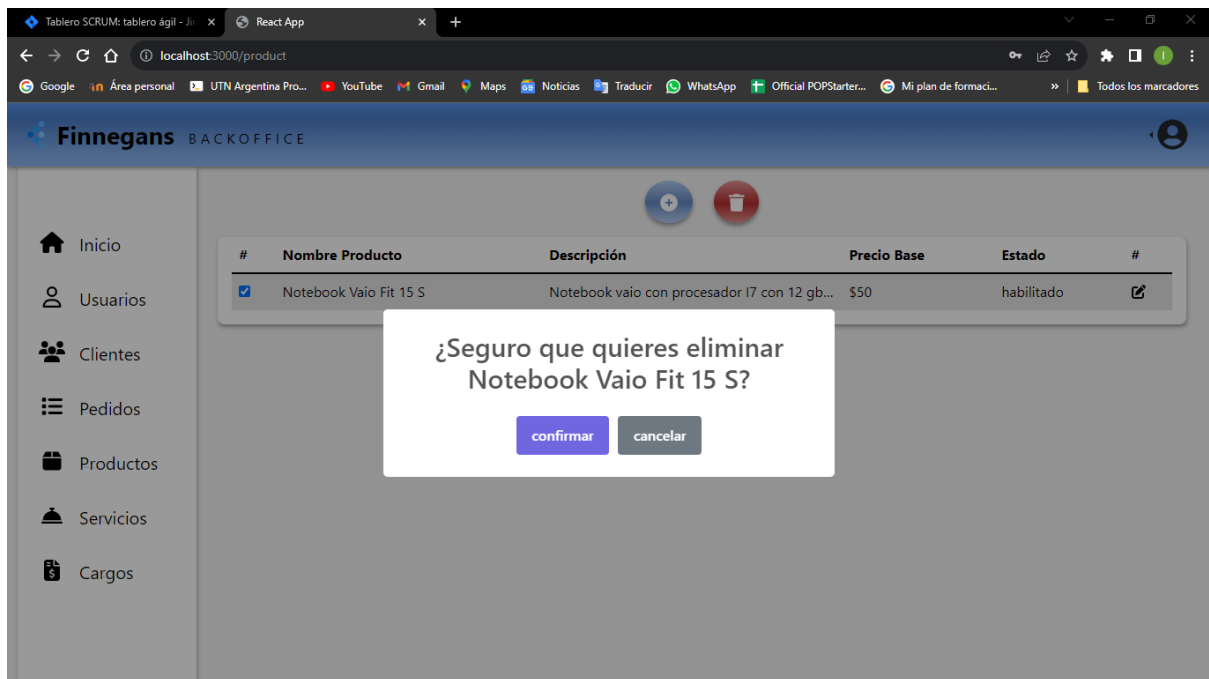 Tablero SCRUM: tablero ágil - Jir
React App
localhost:3000/product
Google
Área personal
UTN Argentina Pro...
YouTube
Gmail
Maps
Noticias
Traducir
WhatsApp
Official POPStarter...
Mi plan de formaci...
»
Todos los marcadores
Finnegans BACKOFFICE
Inicio
Usuarios
Clientes
Pedidos
Productos
Servicios
Cargos
# Nombre Producto Descripción Precio Base Estado #
Notebook Vaio Fit 15 S Notebook vaio con procesador I7 con 12 gb... $50 habilitado
¿Seguro que quieres eliminar
Notebook Vaio Fit 15 S?
confirmar
cancelar